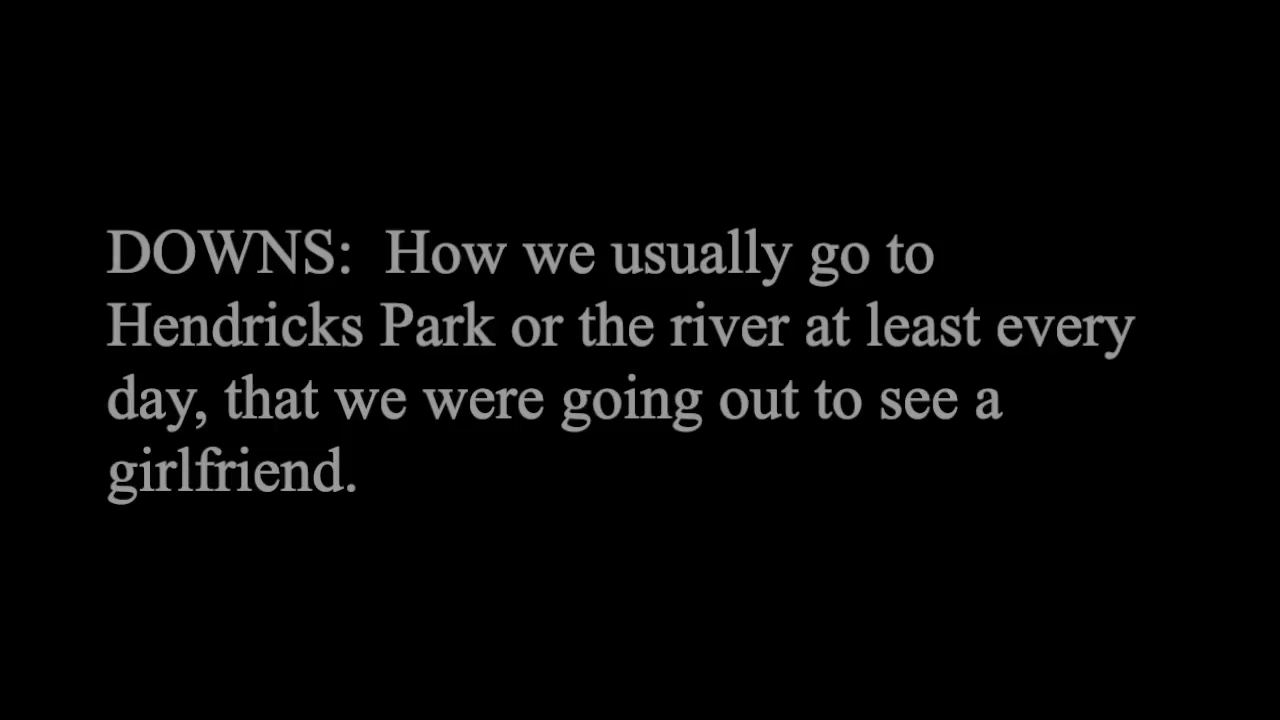 DOWNS:  How we usually go to
Hendricks Park or the river at least every
day, that we were going out to see a
girlfriend.